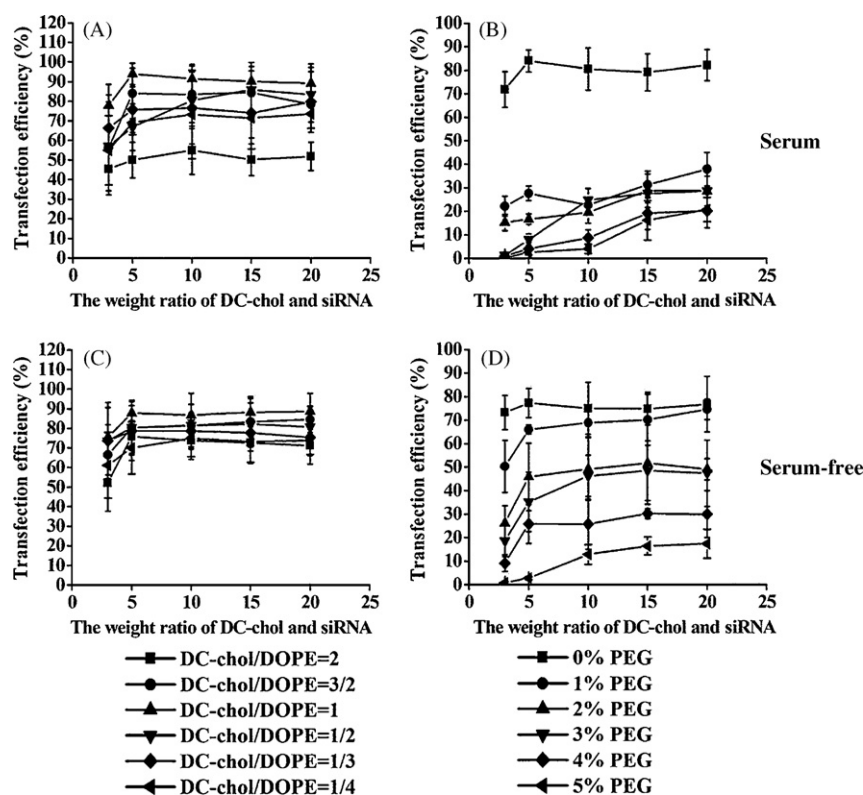 (A)
Transfection efficiency (%)
120
110
100
90
80
70
60
50
40
30
20
10
0
0 5 10 15 20 25
The weight ratio of DC-chol and siRNA
(B)
Transfection efficiency (%)
100
90
80
70
60
50
40
30
20
10
0
0 5 10 15 20 25
The weight ratio of DC-chol and siRNA
Serum
(C)
Transfection efficiency (%)
120
110
100
90
80
70
60
50
40
30
20
10
0
0 5 10 15 20 25
The weight ratio of DC-chol and siRNA
(D)
Transfection efficiency (%)
100
90
80
70
60
50
40
30
20
10
0
0 5 10 15 20 25
The weight ratio of DC-chol and siRNA
Serum-free
DC-chol/DOPE=2
DC-chol/DOPE=3/2
DC-chol/DOPE=1
DC-chol/DOPE=1/2
DC-chol/DOPE=1/3
DC-chol/DOPE=1/4
0% PEG
1% PEG
2% PEG
3% PEG
4% PEG
5% PEG